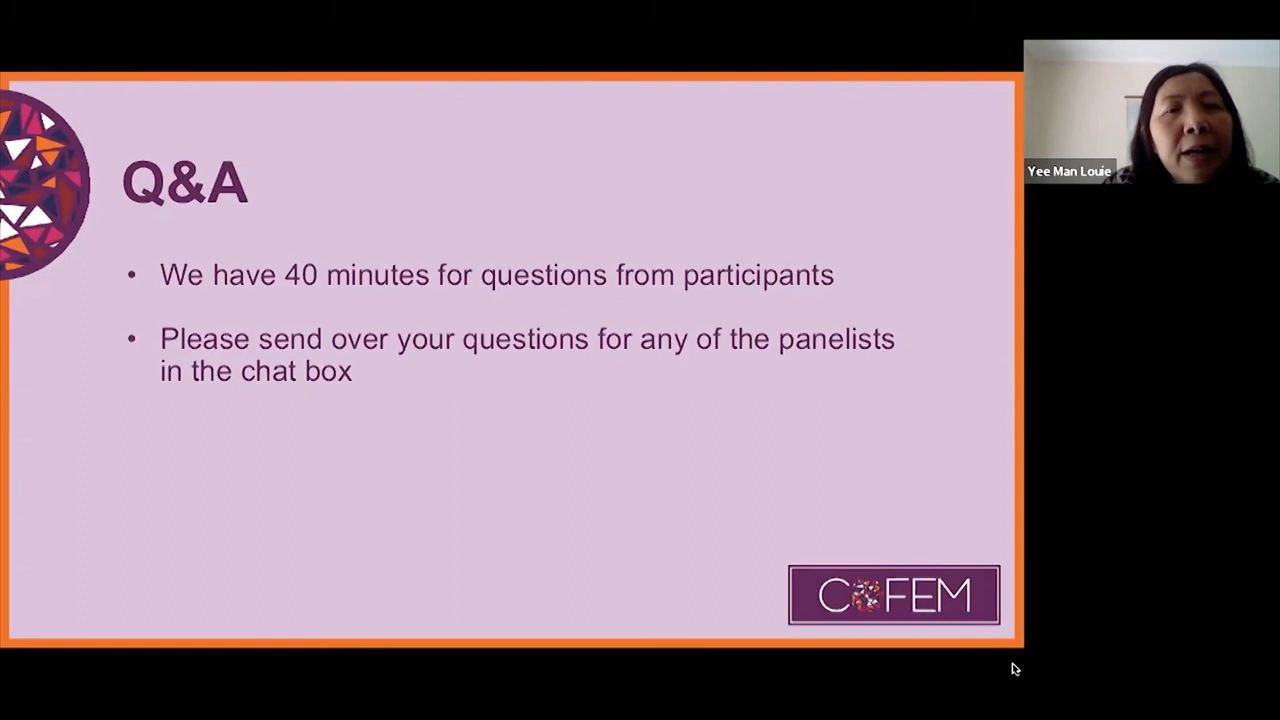 Q&A
• We have 40 minutes for questions from participants
• Please send over your questions for any of the panelists
in the chat box
COFEM
Yee Man Louie